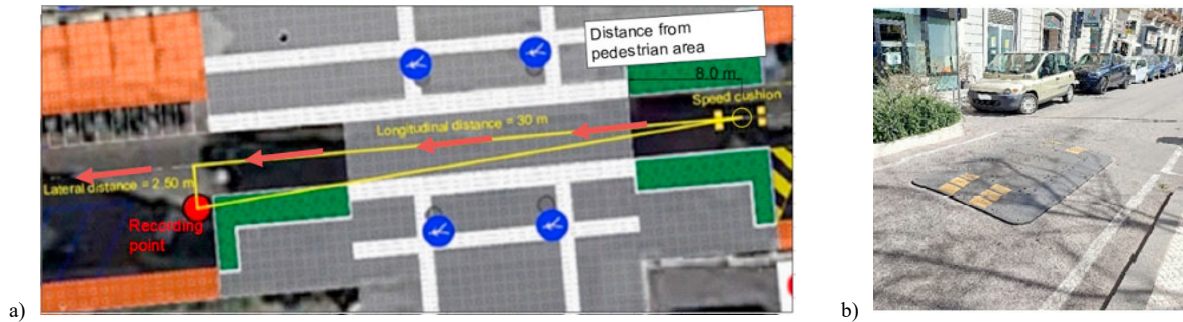 Distance from
pedestrian area
8.0 m
Speed cushion
Longitudinal distance = 30 m
Lateral distance = 2.50 m
Recording
point
a)
b)